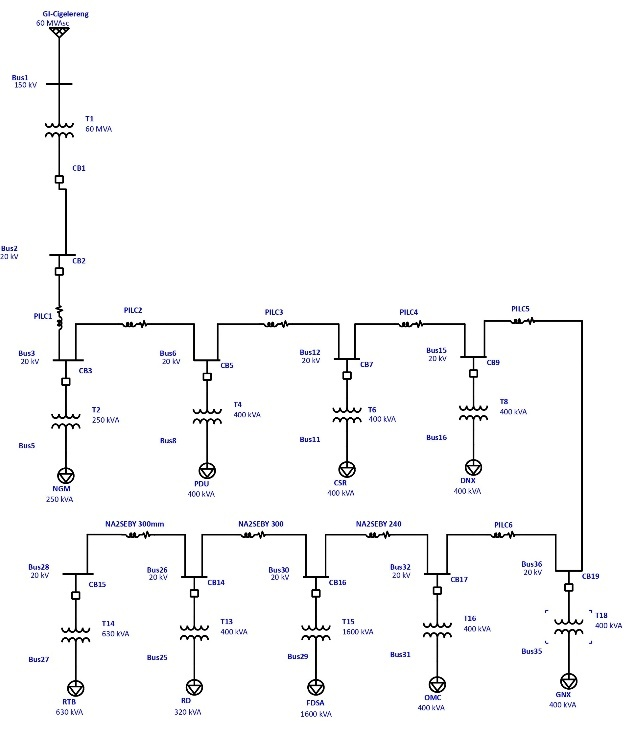 GI-Cigelereng
60 MVAsc
Bus1
150 kV
T1
60 MVA
CB1
Bus2
20 kV
CB2
PILC1
PILC2
PILC3
PILC4
PILC5
Bus3
20 kV
CB3
Bus6
20 kV
CB5
Bus12
20 kV
CB7
Bus15
20 kV
CB9
T2
250 kVA
T4
400 kVA
T6
400 kVA
T8
400 kVA
Bus5
Bus8
Bus11
Bus16
NGM
250 kVA
PDU
400 kVA
CSR
400 kVA
DNX
400 kVA
NA2SEBY 300mm
NA2SEBY 300
NA2SEBY 240
PILC6
Bus28
20 kV
CB15
Bus26
20 kV
CB14
Bus30
20 kV
CB16
Bus32
20 kV
CB17
Bus36
20 kV
CB19
T14
630 kVA
T13
400 kVA
T15
1600 kVA
T16
400 kVA
T18
400 kVA
Bus27
Bus25
Bus29
Bus31
Bus35
RTB
630 kVA
RD
320 kVA
FDSA
1600 kVA
OMC
400 kVA
GNX
400 kVA